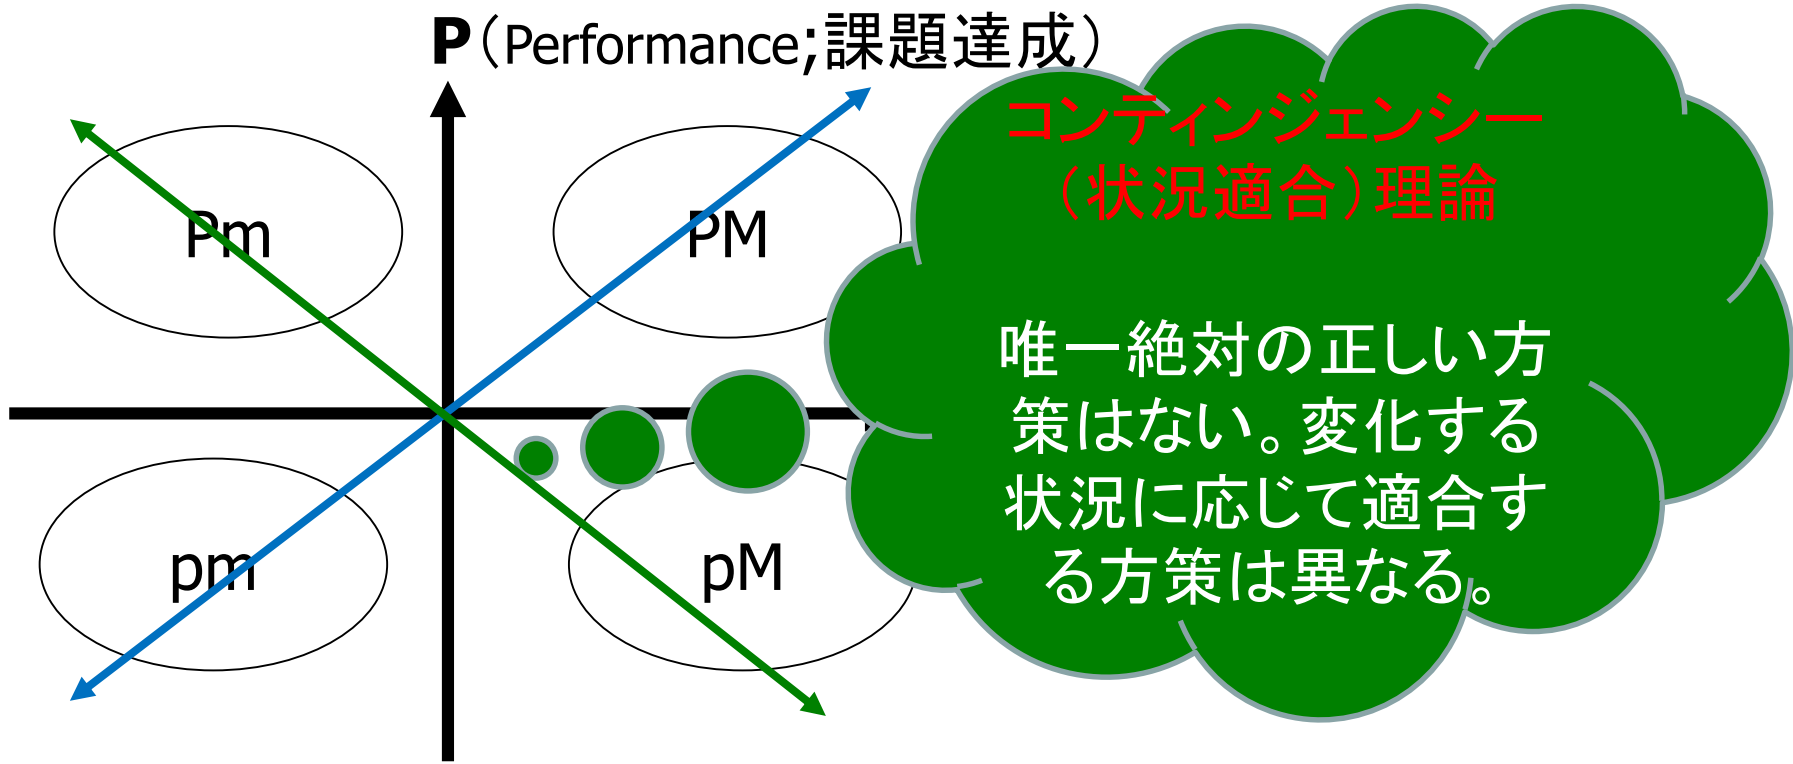 P（Performance;課題達成）
コンティンジェンシー
（状況適合）理論
Pm
PM
唯一絶対の正しい方
策はない。変化する
状況に応じて適合す
る方策は異なる。
pm
pM